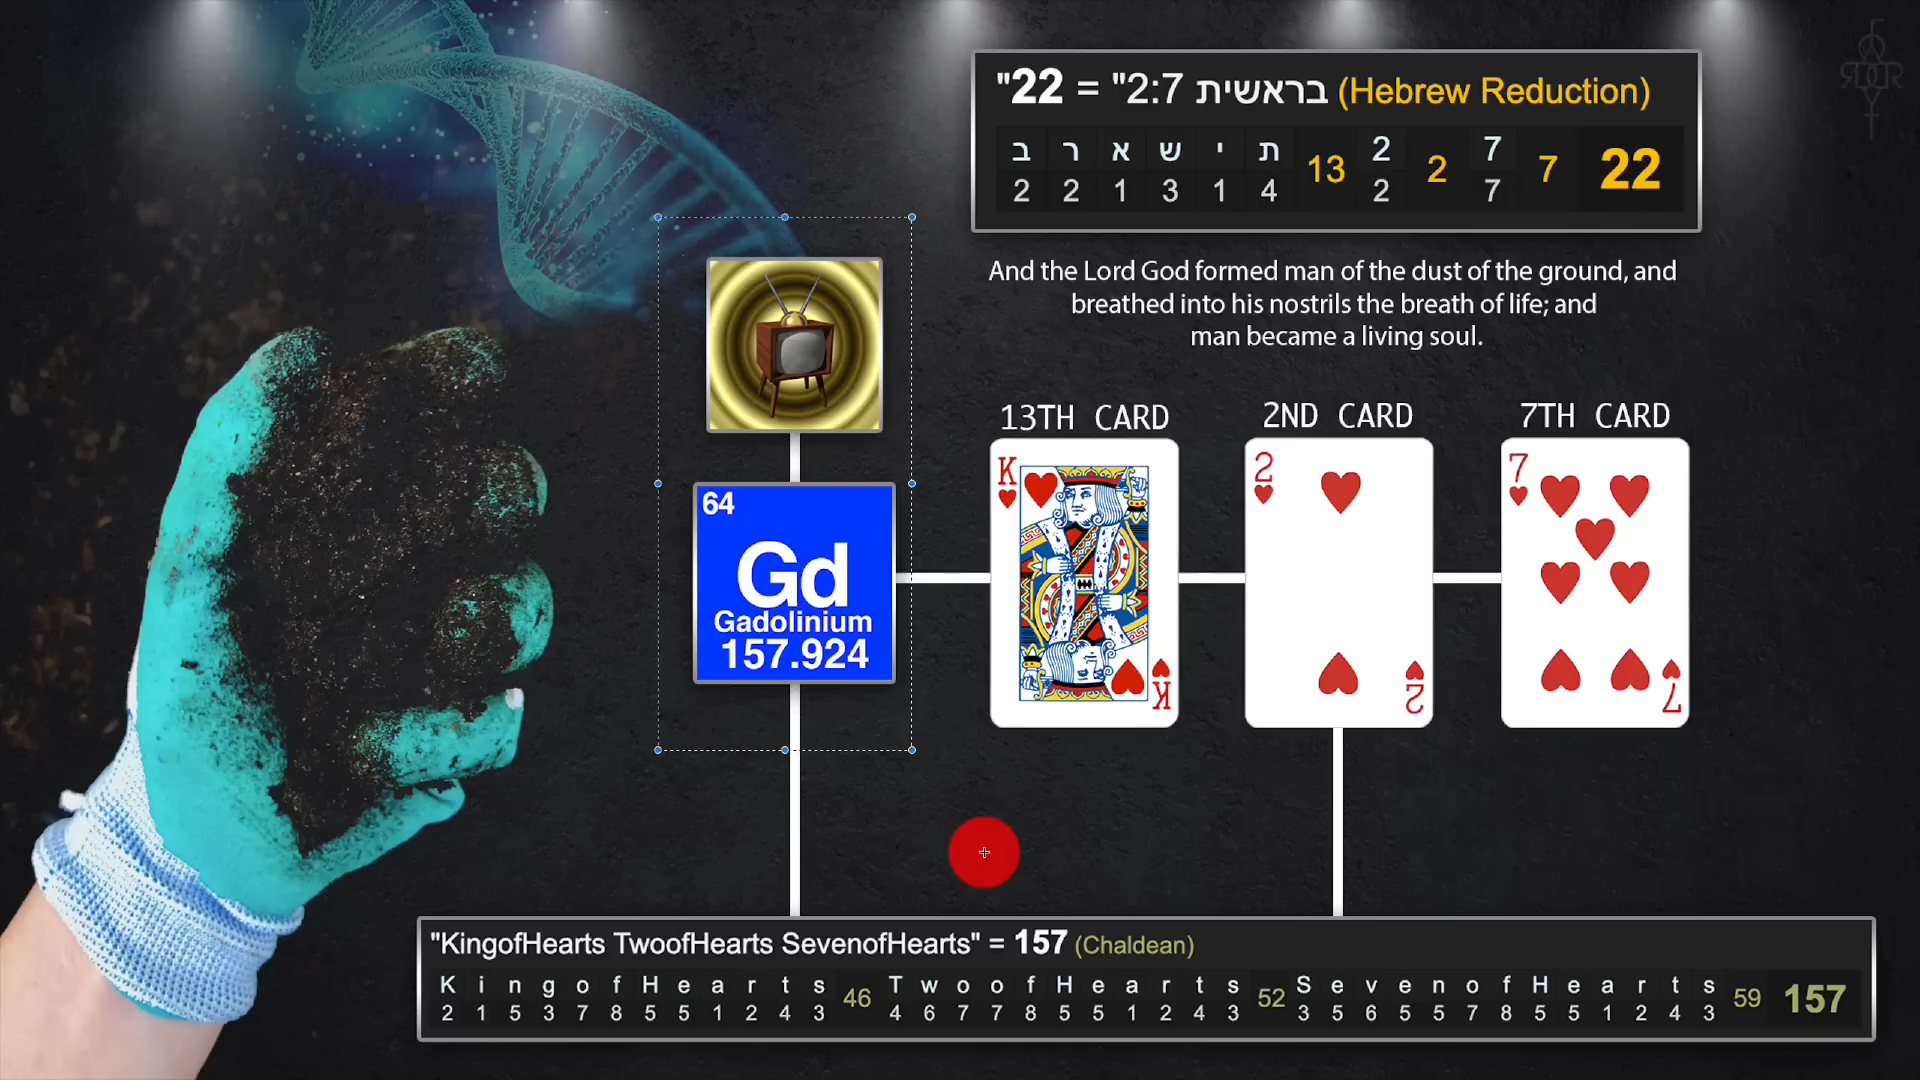 "22 = "2:7 בראשית (Hebrew Reduction)
ב ר א ש י ת 13 2 2 7 7 22
2 2 1 3 1 4 2 7
And the Lord God formed man of the dust of the ground, and
breathed into his nostrils the breath of life; and
man became a living soul.
13TH CARD 2ND CARD 7TH CARD
K 2 7
K 2 7
64
Gd
Gadolinium
157.924
"KingofHearts TwoofHearts SevenofHearts" = 157 (Chaldean)
K i n g o f H e a r t s 46 T w o o f H e a r t s 52 S e v e n o f H e a r t s 59 157
2 1 5 3 7 8 5 5 1 2 4 3 4 6 7 7 8 5 5 1 2 4 3 3 5 6 5 5 7 8 5 5 1 2 4 3